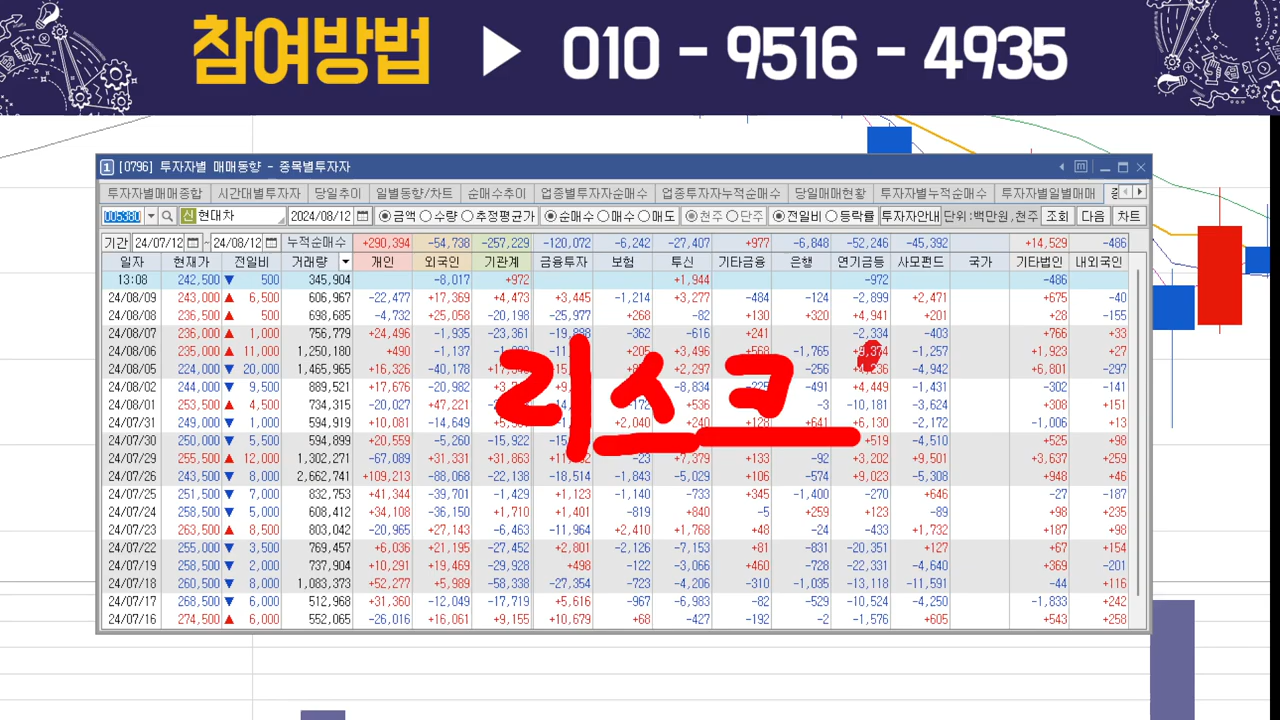 참여방법 ▶ 010 - 9516 - 4935
1 [0796] 투자자별 매매동향 - 종목별투자자
투자자별매매종합 시간대별투자자 당일추이 일별동향/차트 순매수추이 업종별투자자순매수 업종투자자누적순매수 당일매매현황 투자자별누적순매수 투자자별일별매매
005380 신 현대차 2024/08/12 금액 수량 추정평균가 순매수 매수 매도 천주 단주 전일비 등락률 투자자안내 단위:백만원,천주 조회 다음 차트
기간 24/07/12 ~ 24/08/12 누적순매수 +290,394 -54,738 -257,229 -120,072 -6,242 -27,407 +977 -6,848 -52,246 -45,392 +14,529 -486
일자 현재가 전일비 거래량 개인 외국인 기관계 금융투자 보험 투신 기타금융 은행 연기금등 사모펀드 국가 기타법인 내외국인
13:08 242,500 ▼ 500 345,904 -8,017 +972 +1,944 -972 -486
24/08/09 243,000 ▲ 6,500 606,967 -22,477 +17,369 +4,473 +3,445 -1,214 +3,277 -484 -124 -2,899 +2,471 +675 -40
24/08/08 236,500 ▲ 500 698,685 -4,732 +25,058 -20,198 -25,977 +268 -82 +130 +320 +4,941 +201 +28 -155
24/08/07 236,000 ▲ 1,000 756,779 +24,496 -1,935 -23,361 -362 -616 +241 -2,334 -403 +766 +33
24/08/06 235,000 ▲ 11,000 1,250,180 +490 -1,137 +205 +3,496 +568 -1,765 -1,257 +1,923 +27
24/08/05 224,000 ▼ 20,000 1,465,965 +16,326 -40,178 +2,297 -256 +4,236 -4,942 +6,801 -297
24/08/02 244,000 ▼ 9,500 889,521 +17,676 -20,982 -8,834 -491 +4,449 -1,431 -302 -141
24/08/01 253,500 ▲ 4,500 734,315 -20,027 +47,221 +536 -3 -10,181 -3,624 +308 +151
24/07/31 249,000 ▼ 1,000 594,919 +10,081 -14,649 +2,040 +240 +128 +641 +6,130 -2,172 -1,006 +13
24/07/30 250,000 ▼ 5,500 594,899 +20,559 -5,260 -15,922 +519 -4,510 +525 +98
24/07/29 255,500 ▲ 12,000 1,302,271 -67,089 +31,331 +31,863 -23 +7,379 +133 -92 +3,202 +9,501 +3,637 +259
24/07/26 243,500 ▼ 8,000 2,662,741 +109,213 -88,068 -22,138 -18,514 -1,843 -5,029 +106 -574 +9,023 -5,308 +948 +46
24/07/25 251,500 ▼ 7,000 832,753 +41,344 -39,701 -1,429 +1,123 -1,140 -733 +345 -1,400 -270 +646 -27 -187
24/07/24 258,500 ▼ 5,000 608,412 +34,108 -36,150 +1,710 +1,401 -819 +840 -5 +259 +123 -89 +98 +235
24/07/23 263,500 ▲ 8,500 803,042 -20,965 +27,143 -6,463 -11,964 +2,410 +1,768 +48 -24 -433 +1,732 +187 +98
24/07/22 255,000 ▼ 3,500 769,457 +6,036 +21,195 -27,452 +2,801 -2,126 -7,153 +81 -831 -20,351 +127 +67 +154
24/07/19 258,500 ▼ 2,000 737,904 +10,291 +19,469 -29,928 +498 -122 -3,066 +460 -728 -22,331 -4,640 +369 -201
24/07/18 260,500 ▼ 8,000 1,083,373 +52,277 +5,989 -58,338 -27,354 -723 -4,206 -310 -1,035 -13,118 -11,591 -44 +116
24/07/17 268,500 ▼ 6,000 512,968 +31,360 -12,049 -17,719 +5,616 -967 -6,983 -82 -529 -10,524 -4,250 -1,833 +242
24/07/16 274,500 ▲ 6,000 552,065 -26,016 +16,061 +9,155 +10,679 +68 -427 -192 -2 -1,576 +605 +543 +258
리스크